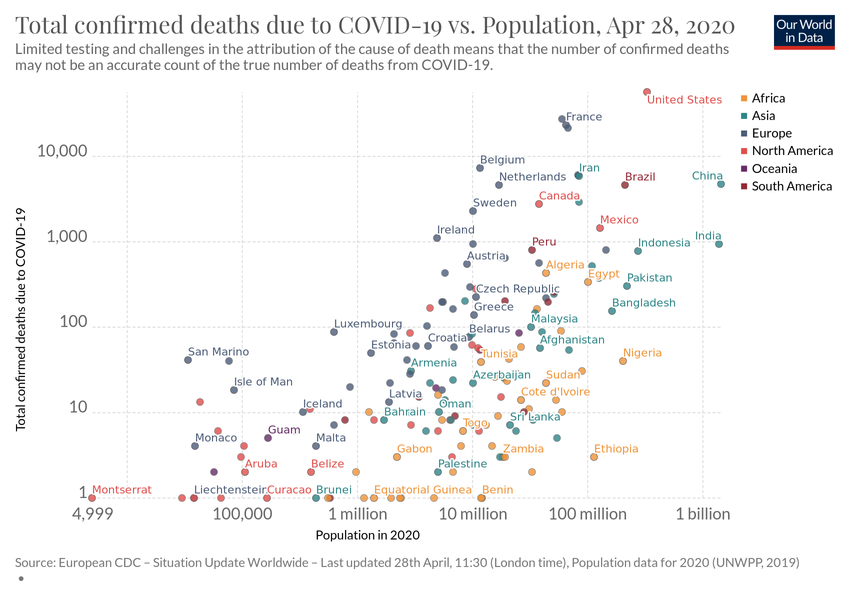 Total confirmed deaths due to COVID-19 vs. Population, Apr 28, 2020
Our World
in Data
Limited testing and challenges in the attribution of the cause of death means that the number of confirmed deaths
may not be an accurate count of the true number of deaths from COVID-19.
United States
Africa
Asia
Europe
North America
Oceania
South America
France
10,000
Belgium
Iran
Netherlands
Brazil
China
Canada
Sweden
Mexico
Ireland
1,000
Peru
Indonesia
India
Austria
Algeria
Egypt
Pakistan
Czech Republic
Bangladesh
Greece
100
Luxembourg
Malaysia
Belarus
Croatia
Estonia
Afghanistan
San Marino
Tunisia
Nigeria
Armenia
Isle of Man
Azerbaijan
Sudan
Latvia
Cote d'Ivoire
10
Iceland
Bahrain
Oman
Sri Lanka
Togo
Guam
Monaco
Malta
Gabon
Zambia
Ethiopia
Aruba
Belize
Palestine
1
Montserrat
Liechtenstein
Curacao
Brunei
Equatorial Guinea
Benin
4,999
100,000
1 million
10 million
100 million
1 billion
Total confirmed deaths due to COVID-19
Population in 2020
Source: European CDC – Situation Update Worldwide – Last updated 28th April, 11:30 (London time), Population data for 2020 (UNWPP, 2019)